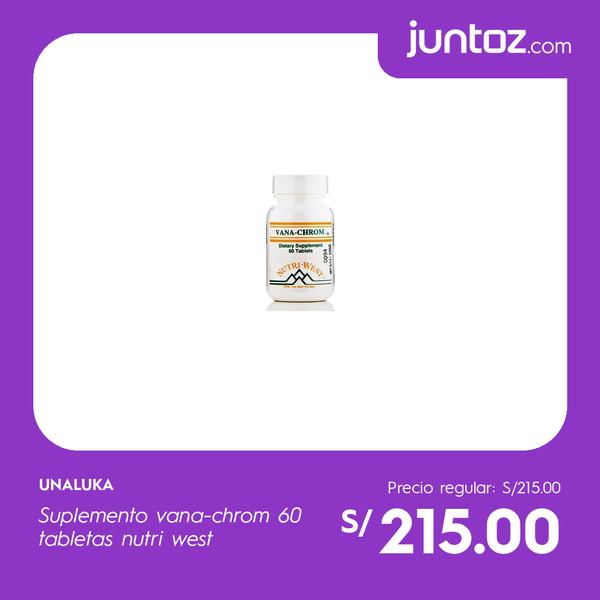 juntoz.com
VANA-CHROM
Dietary Supplement
60 Tablets
0094
NUTRI-WEST
UNALUKA
Suplemento vana-chrom 60
tabletas nutri west
Precio regular: S/215.00
S/215.00